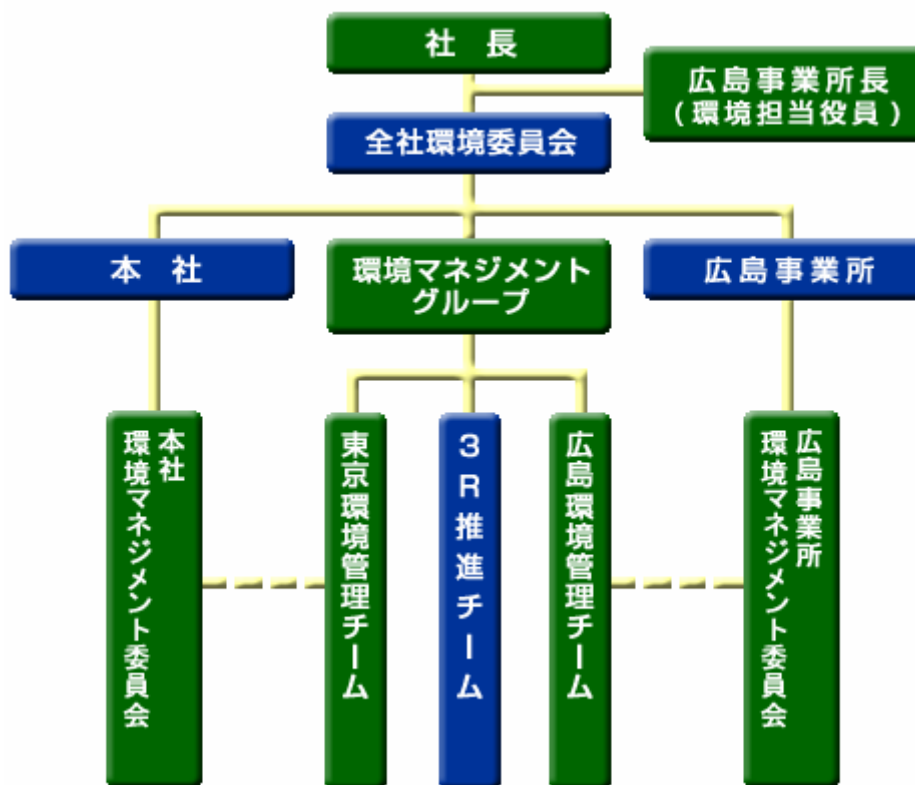 社 長
広島事業所長
(環境担当役員)
全社環境委員会
本 社
環境マネジメント
グループ
広島事業所
本社
環境マネジメント委員会
東京環境管理チーム
3R推進チーム
広島環境管理チーム
広島事業所
環境マネジメント委員会